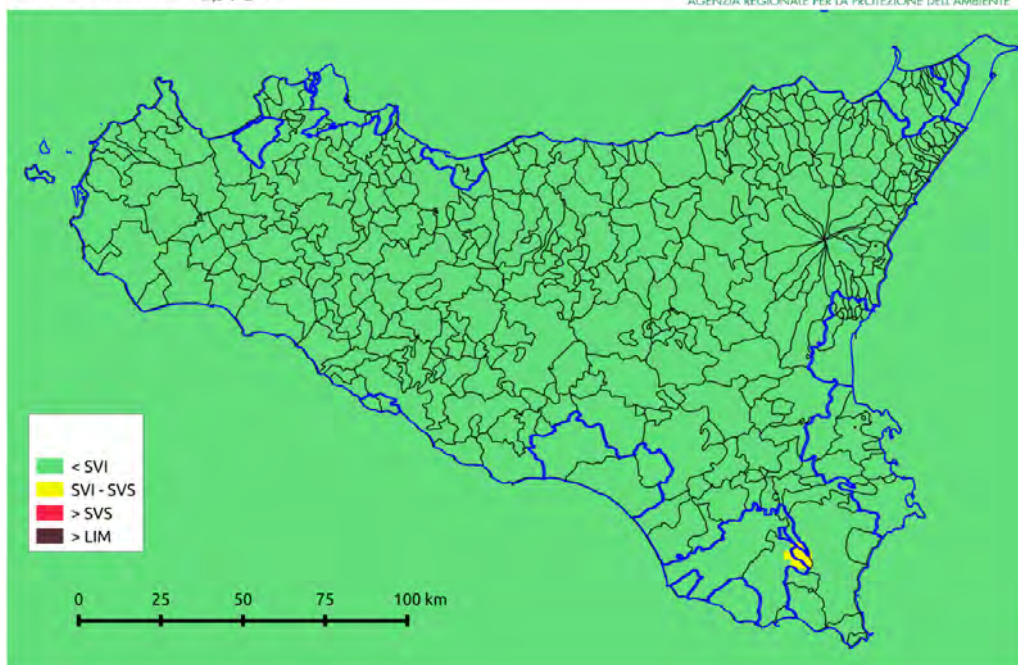 AGENZIA REGIONALE PER LA PROTEZIONE DELL'AMBIENTE
< SVI
SVI - SVS
> SVS
> LIM
0 25 50 75 100 km